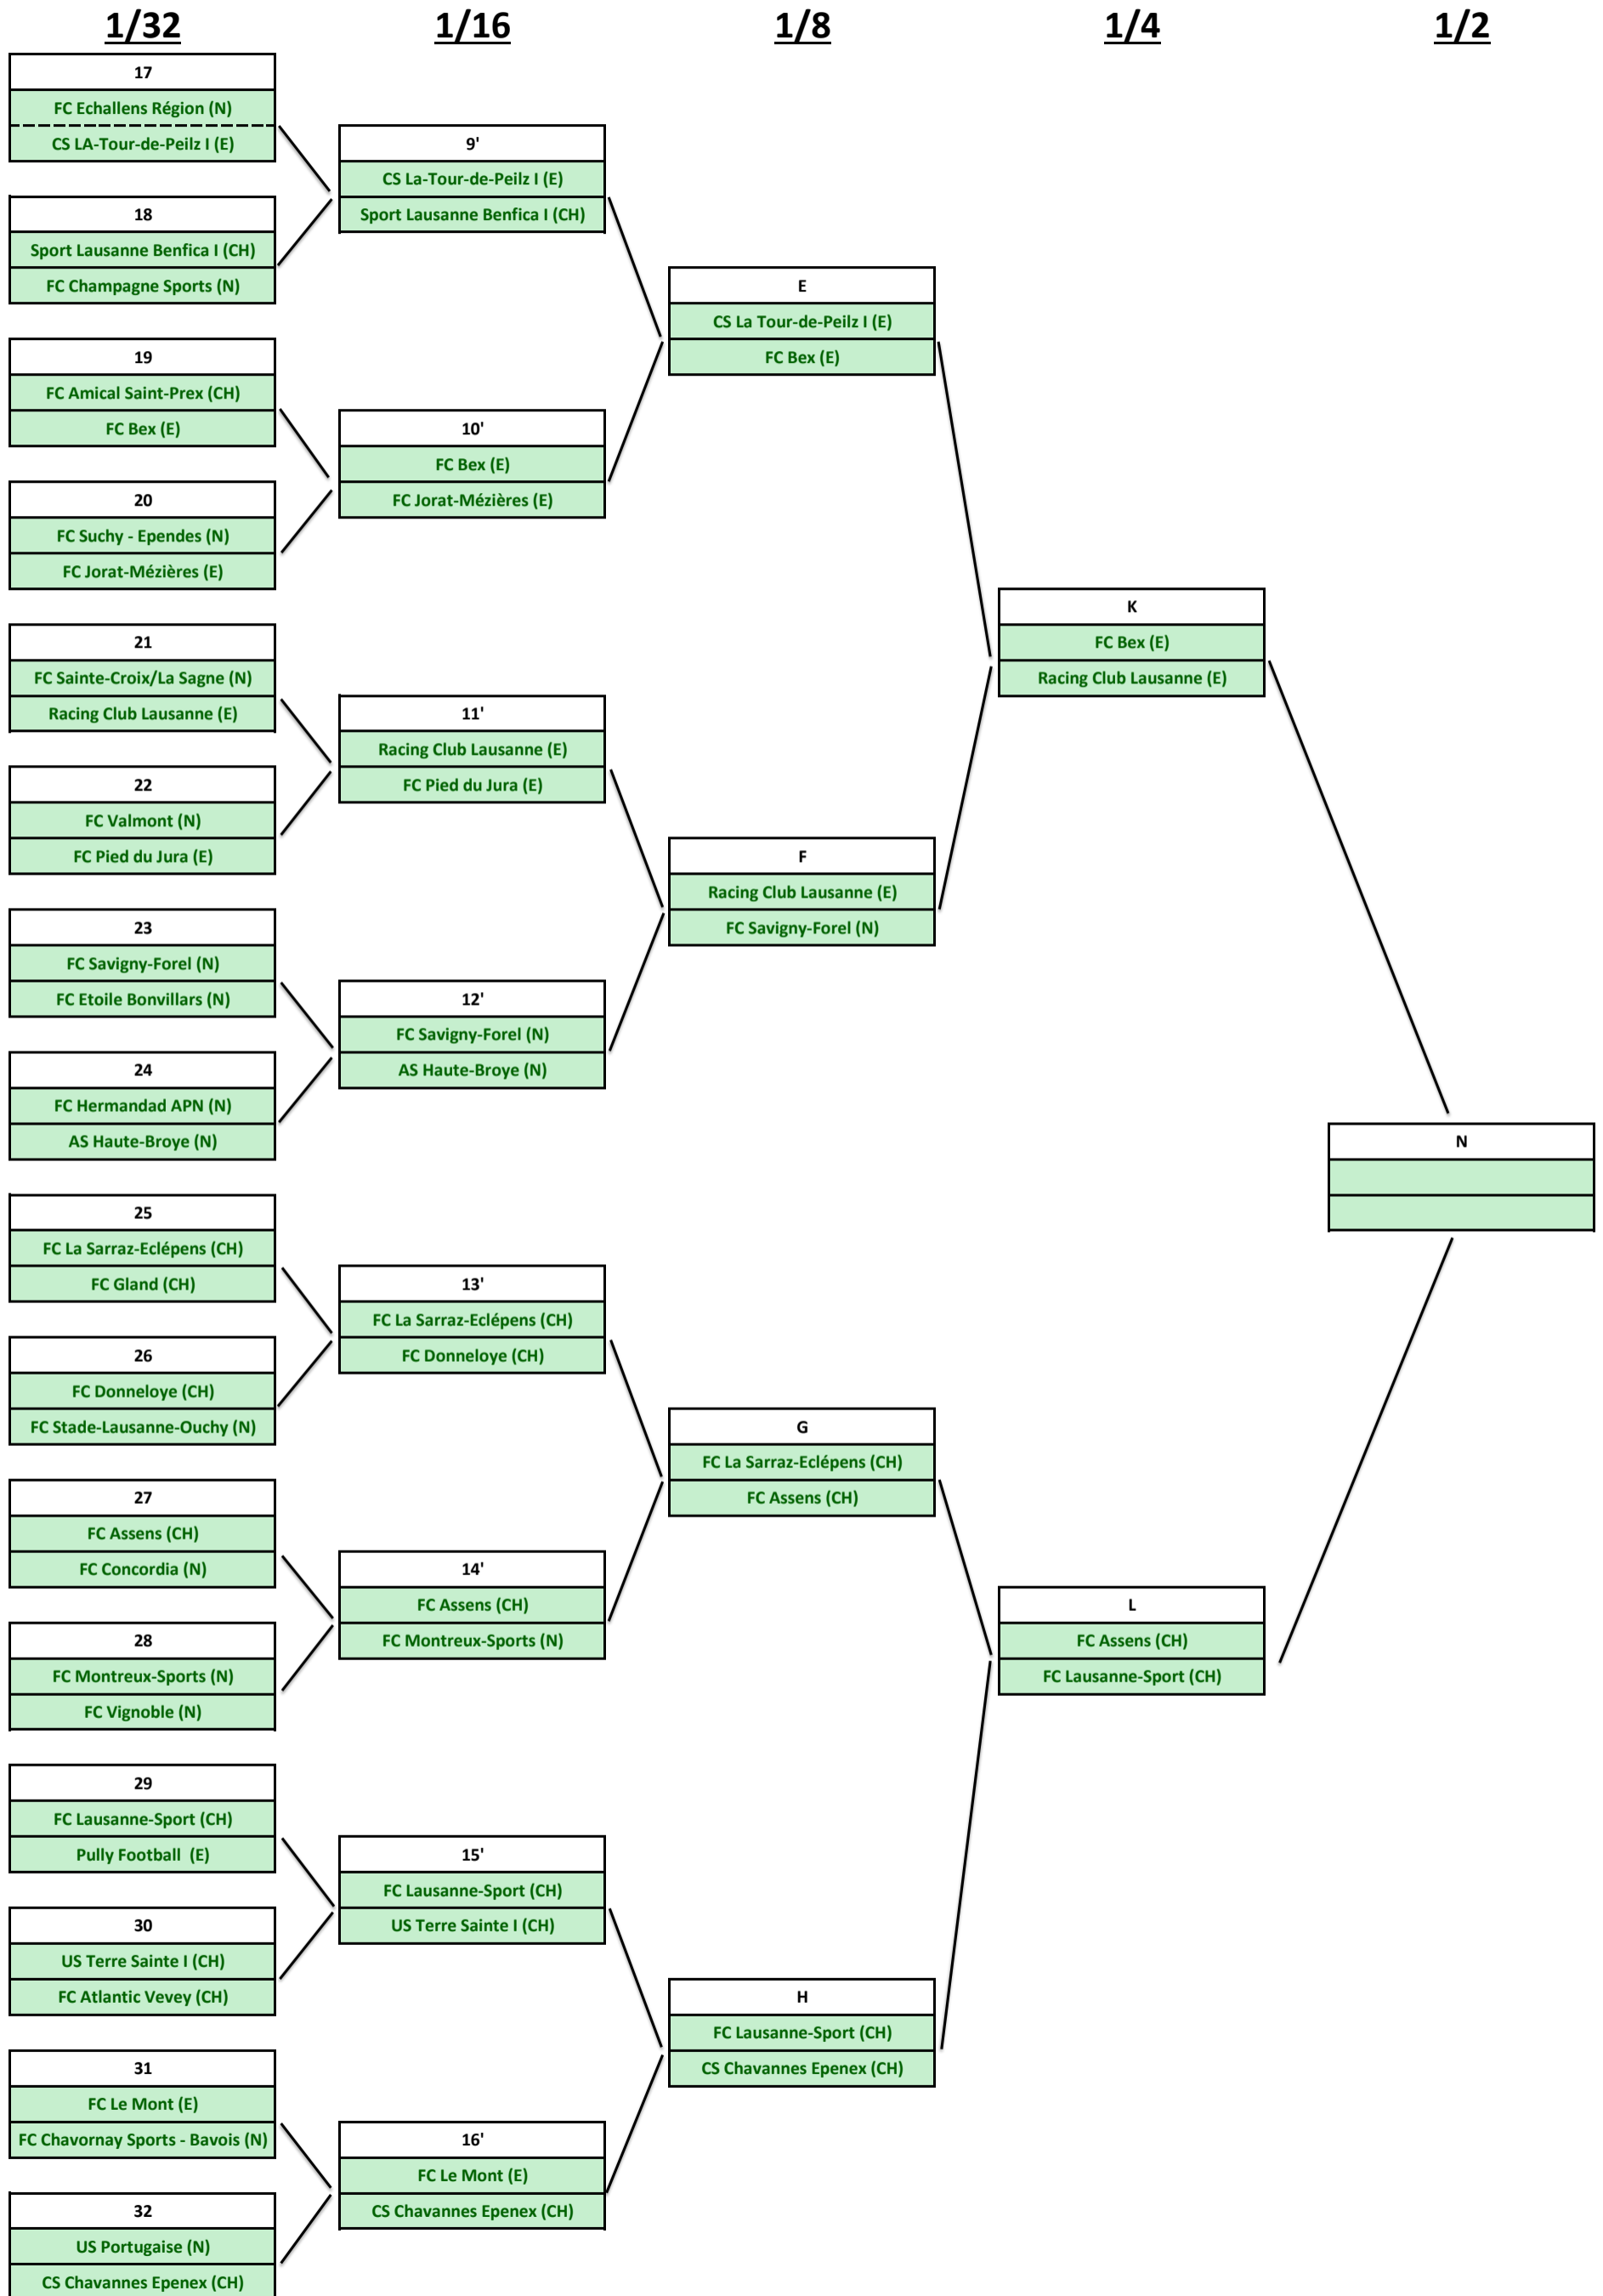 1/32
1/16
1/8
1/4
1/2
17
FC Echallens Région (N)
CS LA-Tour-de-Peilz I (E)
18
Sport Lausanne Benfica I (CH)
FC Champagne Sports (N)
19
FC Amical Saint-Prex (CH)
FC Bex (E)
20
FC Suchy - Ependes (N)
FC Jorat-Mézières (E)
21
FC Sainte-Croix/La Sagne (N)
Racing Club Lausanne (E)
22
FC Valmont (N)
FC Pied du Jura (E)
23
FC Savigny-Forel (N)
FC Etoile Bonvillars (N)
24
FC Hermandad APN (N)
AS Haute-Broye (N)
25
FC La Sarraz-Eclépens (CH)
FC Gland (CH)
26
FC Donneloye (CH)
FC Stade-Lausanne-Ouchy (N)
27
FC Assens (CH)
FC Concordia (N)
28
FC Montreux-Sports (N)
FC Vignoble (N)
29
FC Lausanne-Sport (CH)
Pully Football (E)
30
US Terre Sainte I (CH)
FC Atlantic Vevey (CH)
31
FC Le Mont (E)
FC Chavornay Sports - Bavois (N)
32
US Portugaise (N)
CS Chavannes Epenex (CH)
9'
CS La-Tour-de-Peilz I (E)
Sport Lausanne Benfica I (CH)
10'
FC Bex (E)
FC Jorat-Mézières (E)
11'
Racing Club Lausanne (E)
FC Pied du Jura (E)
12'
FC Savigny-Forel (N)
AS Haute-Broye (N)
13'
FC La Sarraz-Eclépens (CH)
FC Donneloye (CH)
14'
FC Assens (CH)
FC Montreux-Sports (N)
15'
FC Lausanne-Sport (CH)
US Terre Sainte I (CH)
16'
FC Le Mont (E)
CS Chavannes Epenex (CH)
E
CS La Tour-de-Peilz I (E)
FC Bex (E)
F
Racing Club Lausanne (E)
FC Savigny-Forel (N)
G
FC La Sarraz-Eclépens (CH)
FC Assens (CH)
H
FC Lausanne-Sport (CH)
CS Chavannes Epenex (CH)
K
FC Bex (E)
Racing Club Lausanne (E)
L
FC Assens (CH)
FC Lausanne-Sport (CH)
N